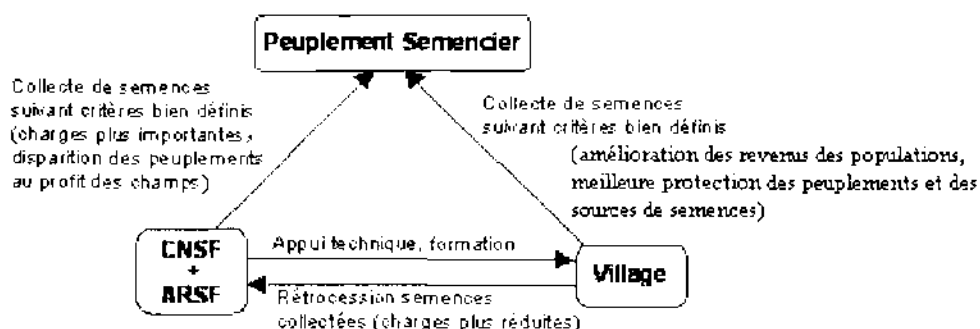 Peuplement Semencier
Collecte de semences
suivant critères bien définis
(charges plus importantes,
disparition des peuplements
au profit des champs)
Collecte de semences
suivant critères bien définis
(amélioration des revenus des populations,
meilleure protection des peuplements et des
sources de semences)
CNSF
+
ARSF
Appui technique, formation
Village
Rétrocession semences
collectées (charges plus réduites)